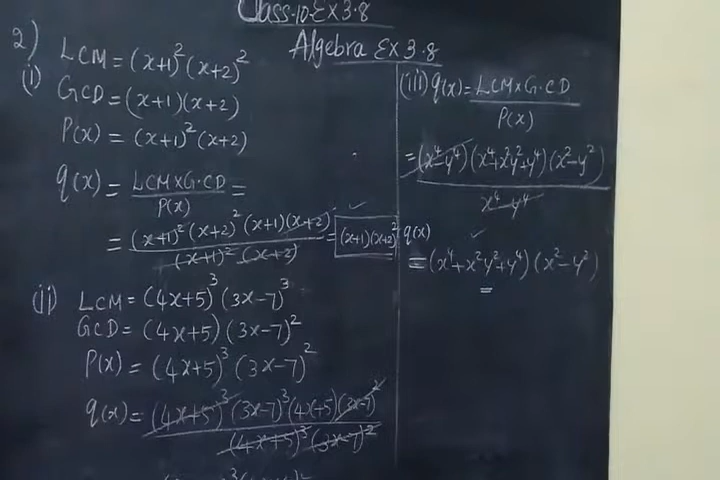 Class-10-Ex 3.8
Algebra Ex 3.8
2)
(i) LCM = (x+1)² (x+2)²
GCD = (x+1)(x+2)
P(x) = (x+1)² (x+2)
q(x) = LCM x G.CD / P(x) =
= (x+1)² (x+2)² (x+1)(x+2) / (x+1)² (x+2) = (x+1)(x+2)²
(ii) LCM = (4x+5)³ (3x-7)³
GCD = (4x+5) (3x-7)²
P(x) = (4x+5)³ (3x-7)²
q(x) = (4x+5)³ (3x-7)³ (4x+5) (3x-7)² / (4x+5)³ (3x-7)²
(iii) q(x) = LCM x G.CD / P(x)
= (x⁴-y⁴) (x⁴+x²y²+y⁴) (x²-y²) / x⁴-y⁴
q(x)
= (x⁴+x²y²+y⁴) (x²-y²)